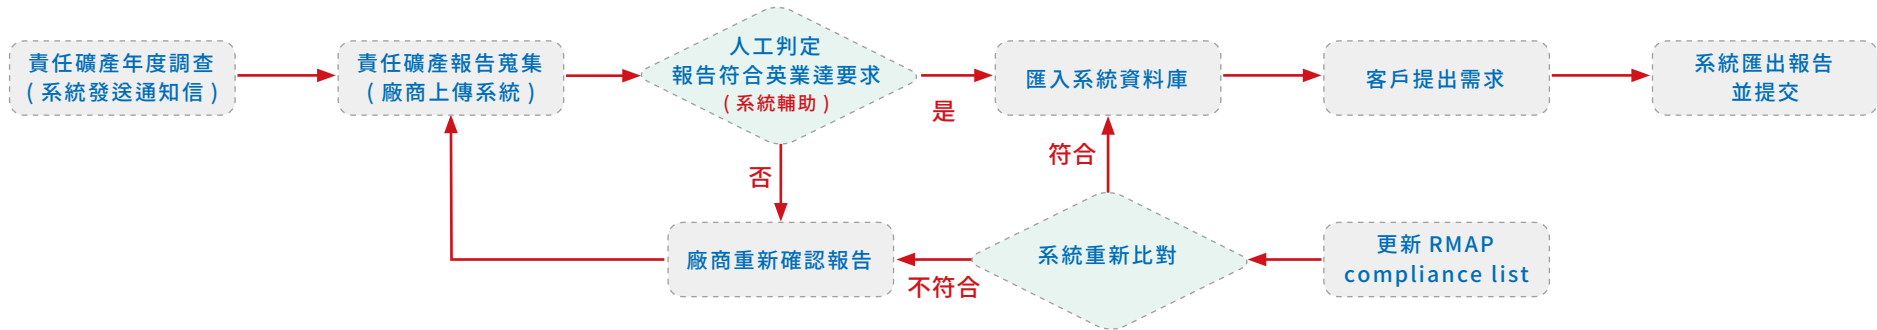 責任礦產年度調查
( 系統發送通知信 )
責任礦產報告蒐集
( 廠商上傳系統 )
人工判定
報告符合英業達要求
( 系統輔助 )
是
否
匯入系統資料庫
客戶提出需求
系統匯出報告
並提交
符合
廠商重新確認報告
不符合
系統重新比對
更新 RMAP
compliance list